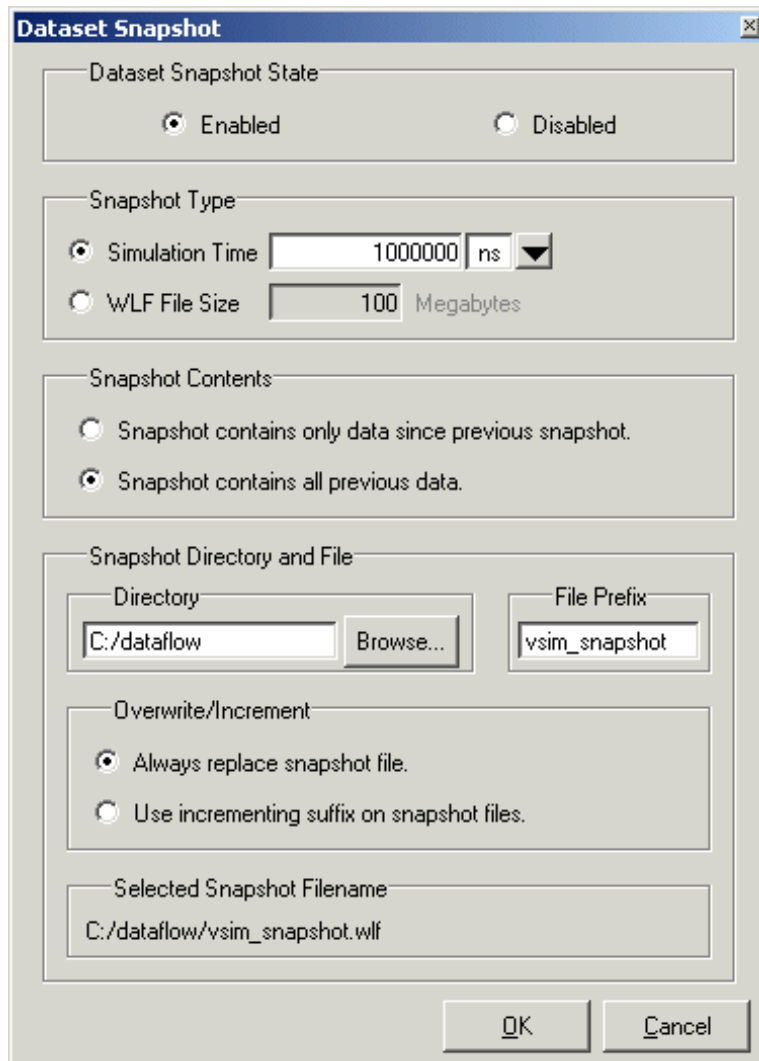 Dataset Snapshot
Dataset Snapshot State
Enabled Disabled
Snapshot Type
Simulation Time 1000000 ns
WLF File Size 100 Megabytes
Snapshot Contents
Snapshot contains only data since previous snapshot.
Snapshot contains all previous data.
Snapshot Directory and File
Directory File Prefix
C:/dataflow Browse... vsim_snapshot
Overwrite/Increment
Always replace snapshot file.
Use incrementing suffix on snapshot files.
Selected Snapshot Filename
C:/dataflow/vsim_snapshot.wlf
OK Cancel